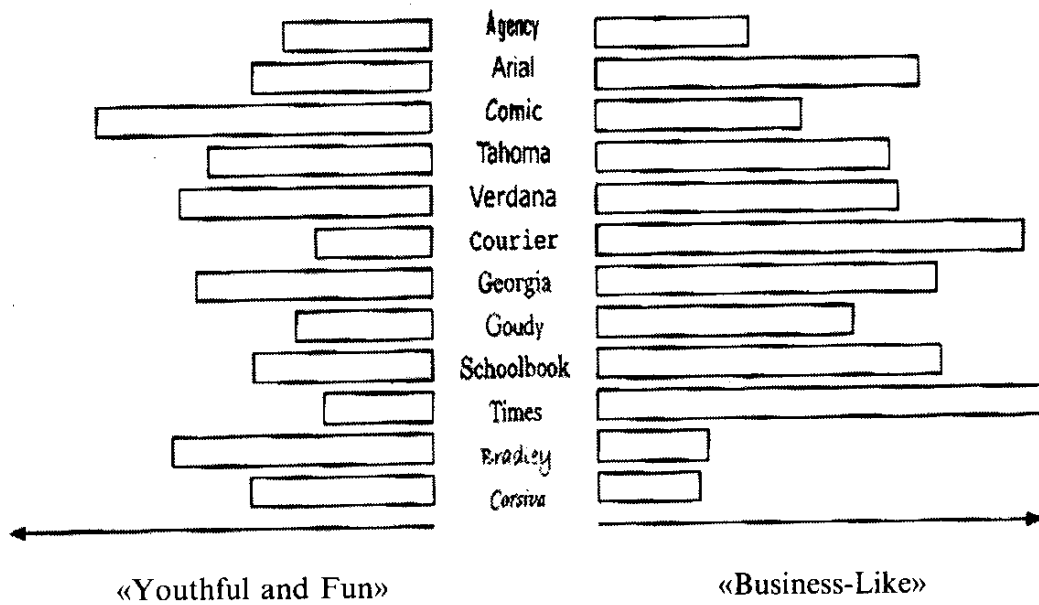 Agency
Arial
Comic
Tahoma
Verdana
Courier
Georgia
Goudy
Schoolbook
Times
Bradley
Corsiva
«Youthful and Fun» «Business-Like»